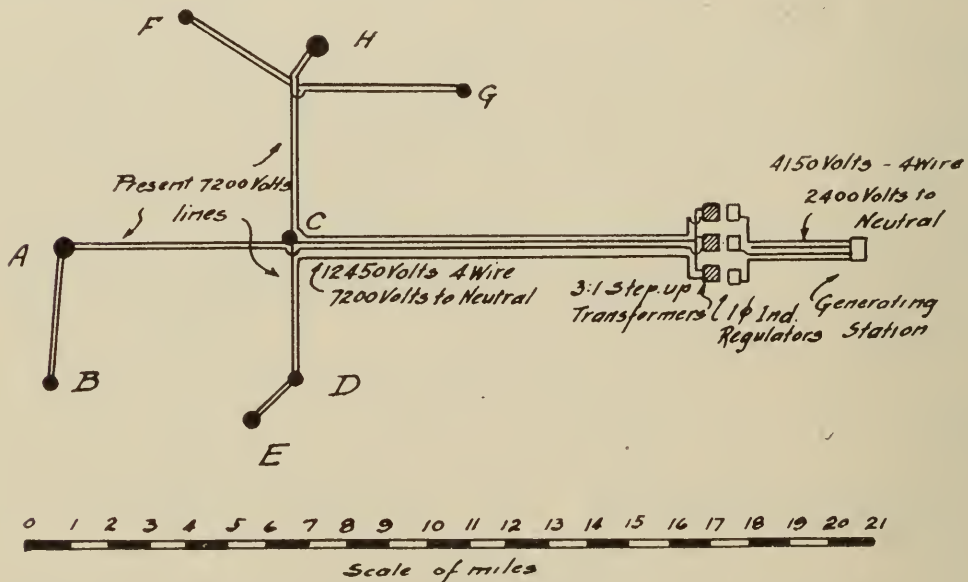 F
H
G
4150 Volts - 4 Wire
2400 Volts to
Neutral
Present 7200 Volts
lines
C
A
12450 Volts 4 Wire
7200 Volts to Neutral
3:1 Step-up
Transformers
1φ Ind.
Regulators
Generating
Station
B
D
E
0 1 2 3 4 5 6 7 8 9 10 11 12 13 14 15 16 17 18 19 20 21
Scale of miles